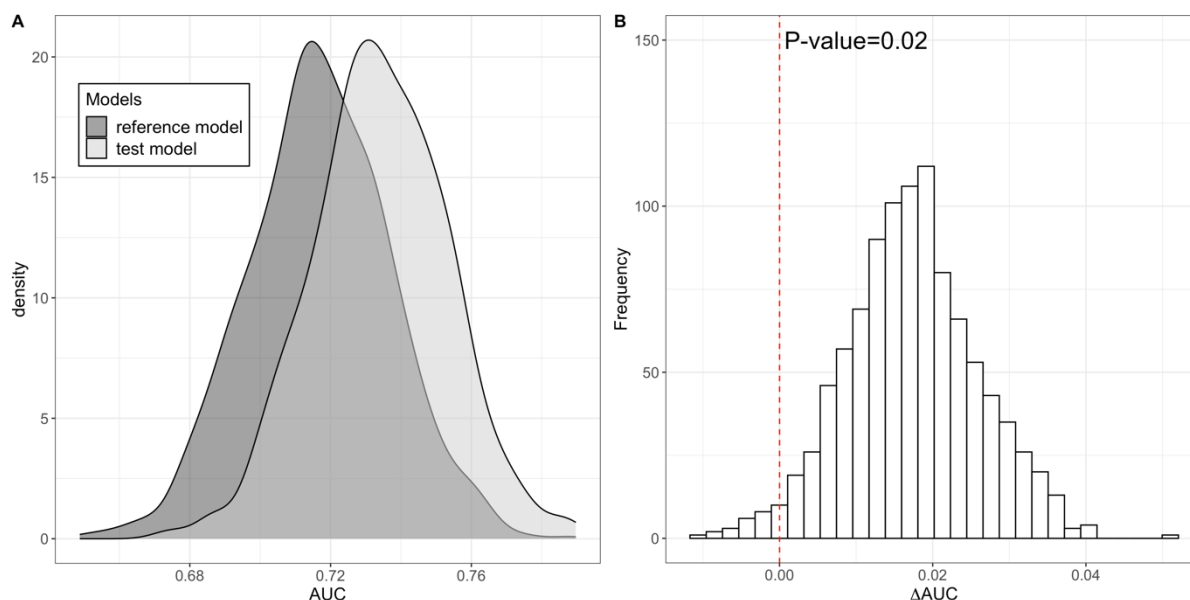 A
20
15
10
5
0
density
Models
reference model
test model
0.68
0.72
0.76
AUC
B
P-value=0.02
150
100
50
0
Frequency
0.00
0.02
0.04
ΔAUC